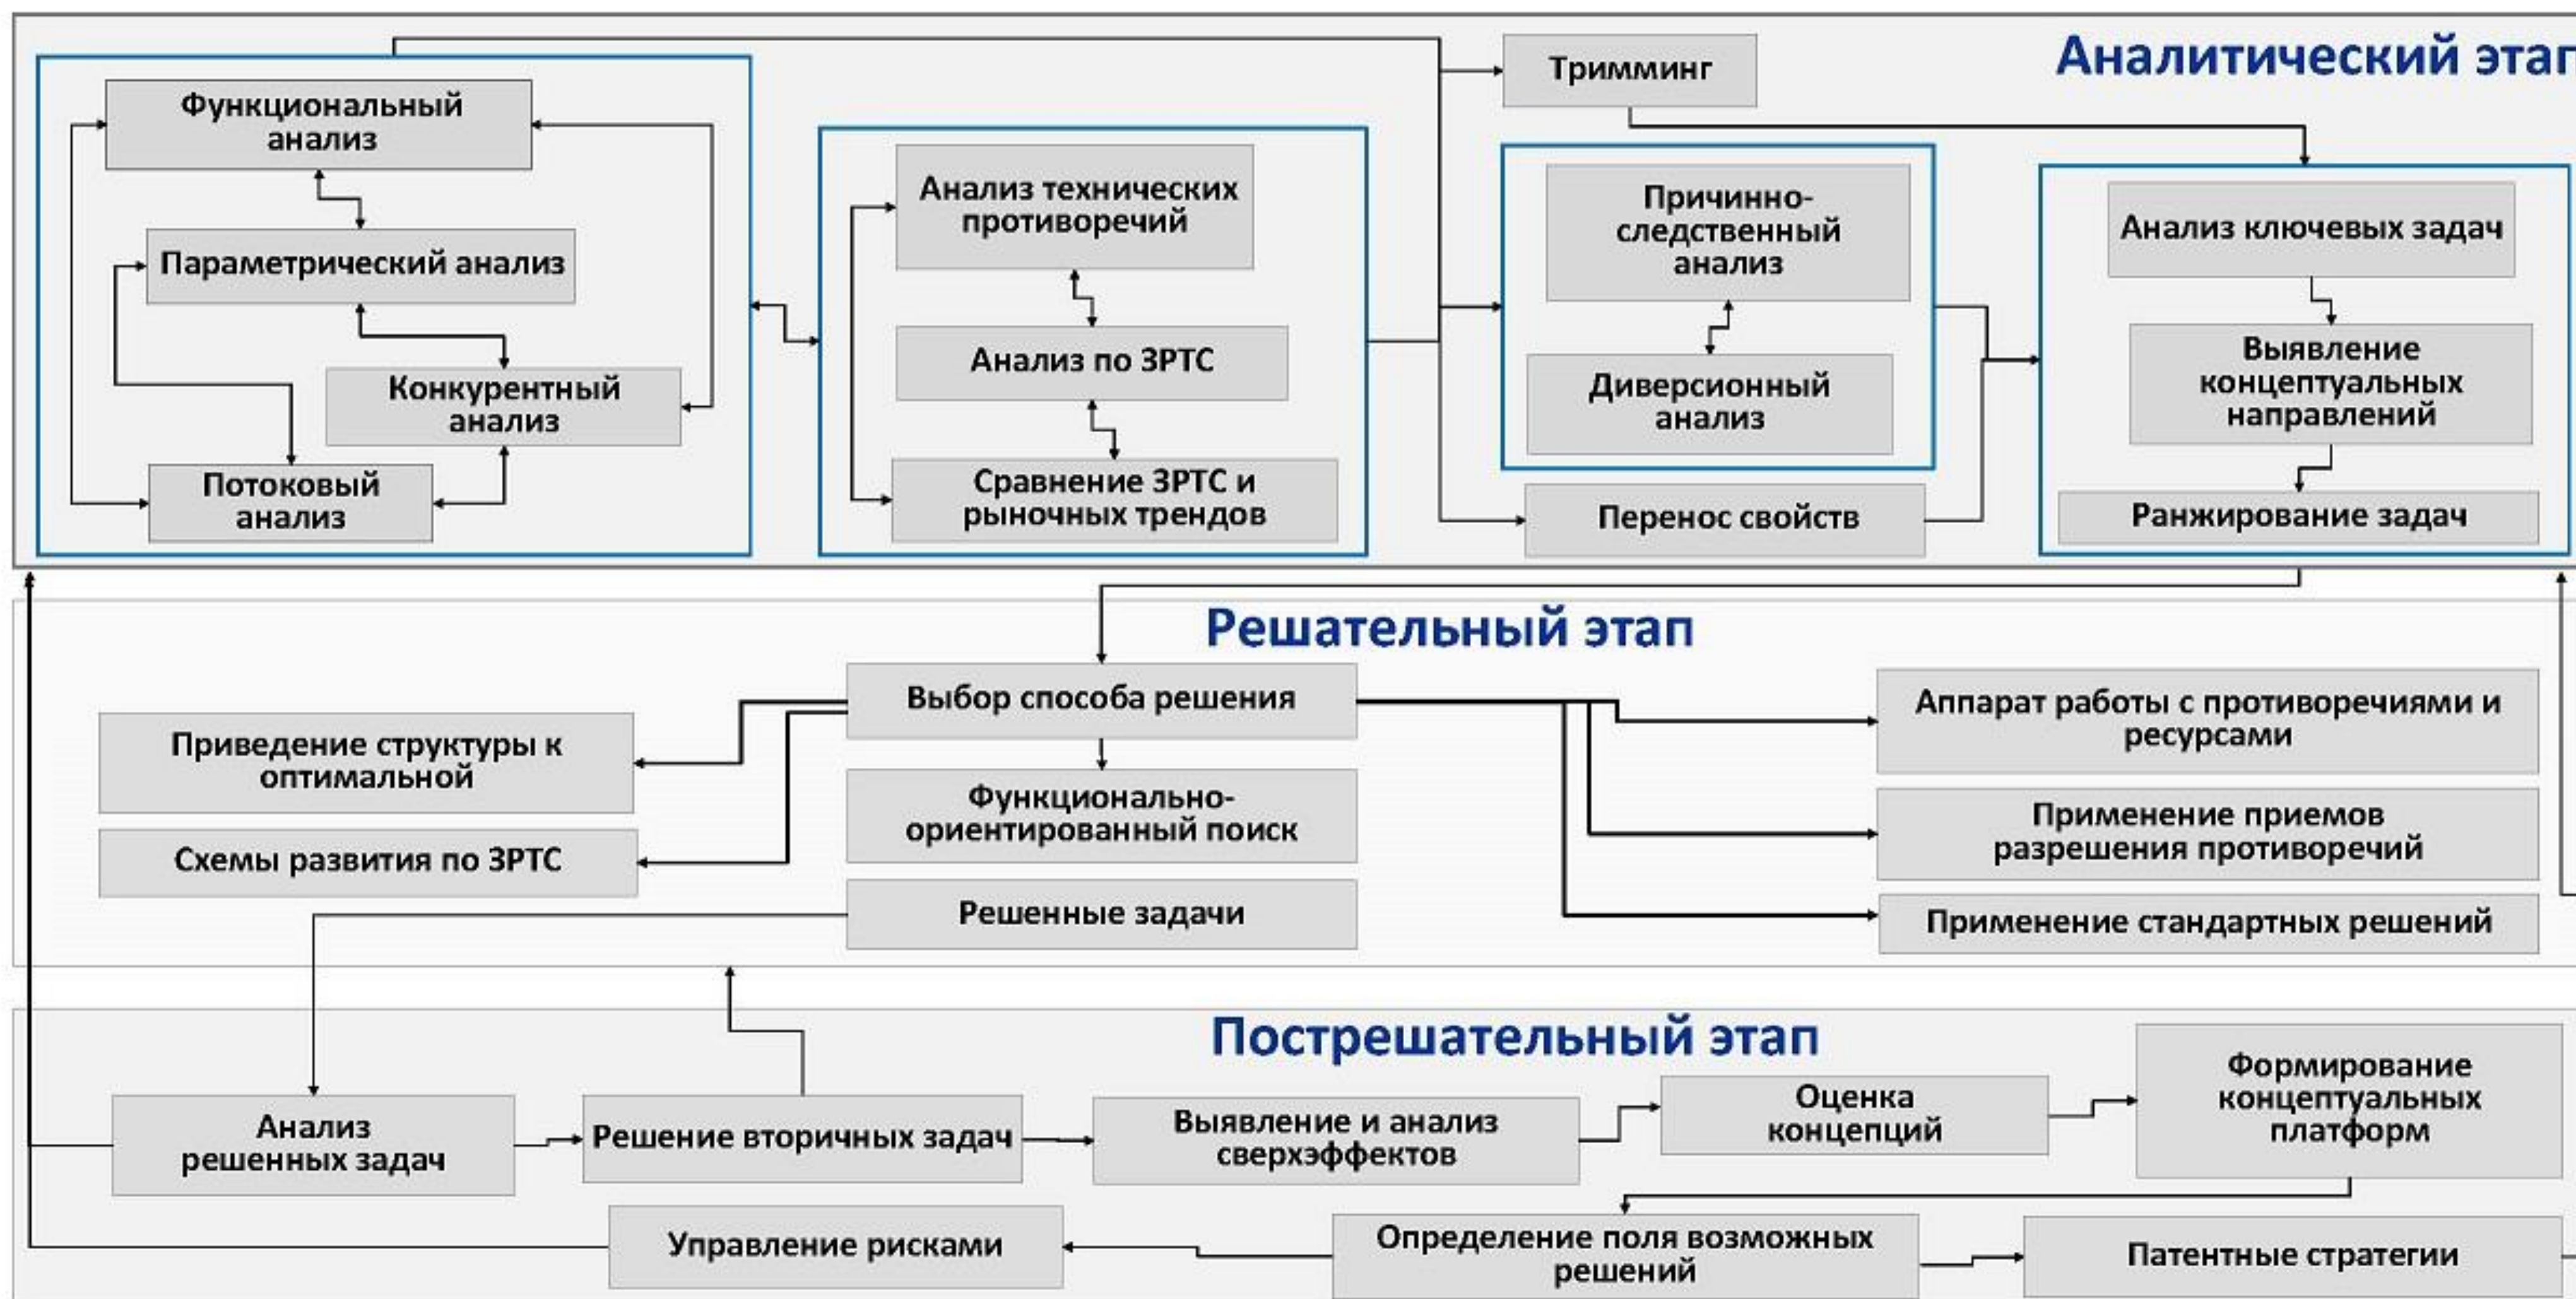 Аналитический этап
Функциональный
анализ
Параметрический анализ
Конкурентный
анализ
Потоковый
анализ
Анализ технических
противоречий
Анализ по ЗРТС
Сравнение ЗРТС и
рыночных трендов
Тримминг
Причинно-
следственный
анализ
Диверсионный
анализ
Перенос свойств
Анализ ключевых задач
Выявление
концептуальных
направлений
Ранжирование задач
Решательный этап
Выбор способа решения
Приведение структуры к
оптимальной
Схемы развития по ЗРТС
Функционально-
ориентированный поиск
Решенные задачи
Аппарат работы с противоречиями и
ресурсами
Применение приемов
разрешения противоречий
Применение стандартных решений
Пострешательный этап
Анализ
решенных задач
Решение вторичных задач
Выявление и анализ
сверхэффектов
Оценка
концепций
Формирование
концептуальных
платформ
Управление рисками
Определение поля возможных
решений
Патентные стратегии